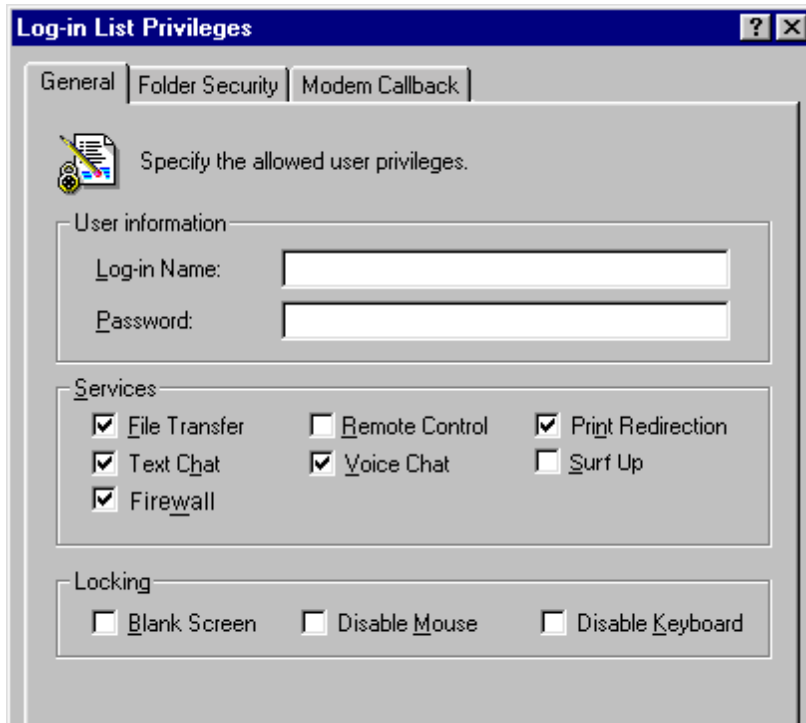 Log-in List Privileges
General Folder Security Modem Callback
Specify the allowed user privileges.
User information
Log-in Name:
Password:
Services
File Transfer Remote Control Print Redirection
Text Chat Voice Chat Surf Up
Firewall
Locking
Blank Screen Disable Mouse Disable Keyboard